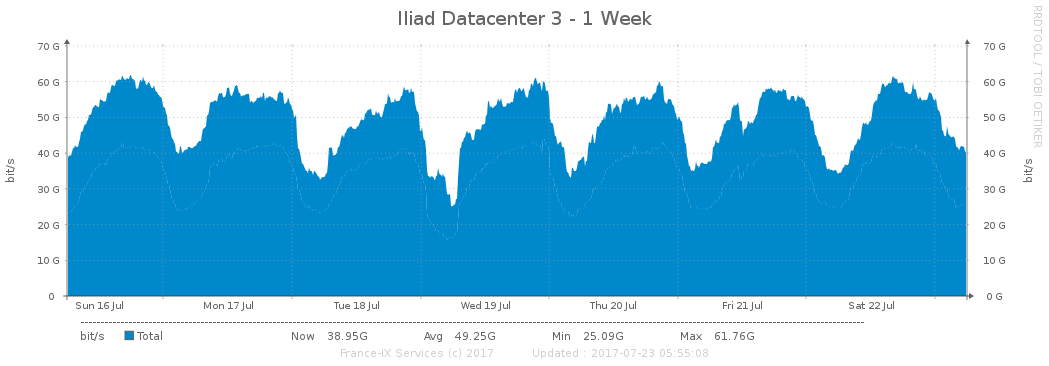 Iliad Datacenter 3 - 1 Week
RRDTOOL / TOBI OETIKER
70 G 70 G
60 G 60 G
50 G 50 G
40 G 40 G
30 G 30 G
20 G 20 G
10 G 10 G
0 0 G
bit/s
bit/s
Sun 16 Jul Mon 17 Jul Tue 18 Jul Wed 19 Jul Thu 20 Jul Fri 21 Jul Sat 22 Jul
bit/s Total Now 38.95G Avg 49.25G Min 25.09G Max 61.76G
France-IX Services (c) 2017 Updated : 2017-07-23 05:55:08